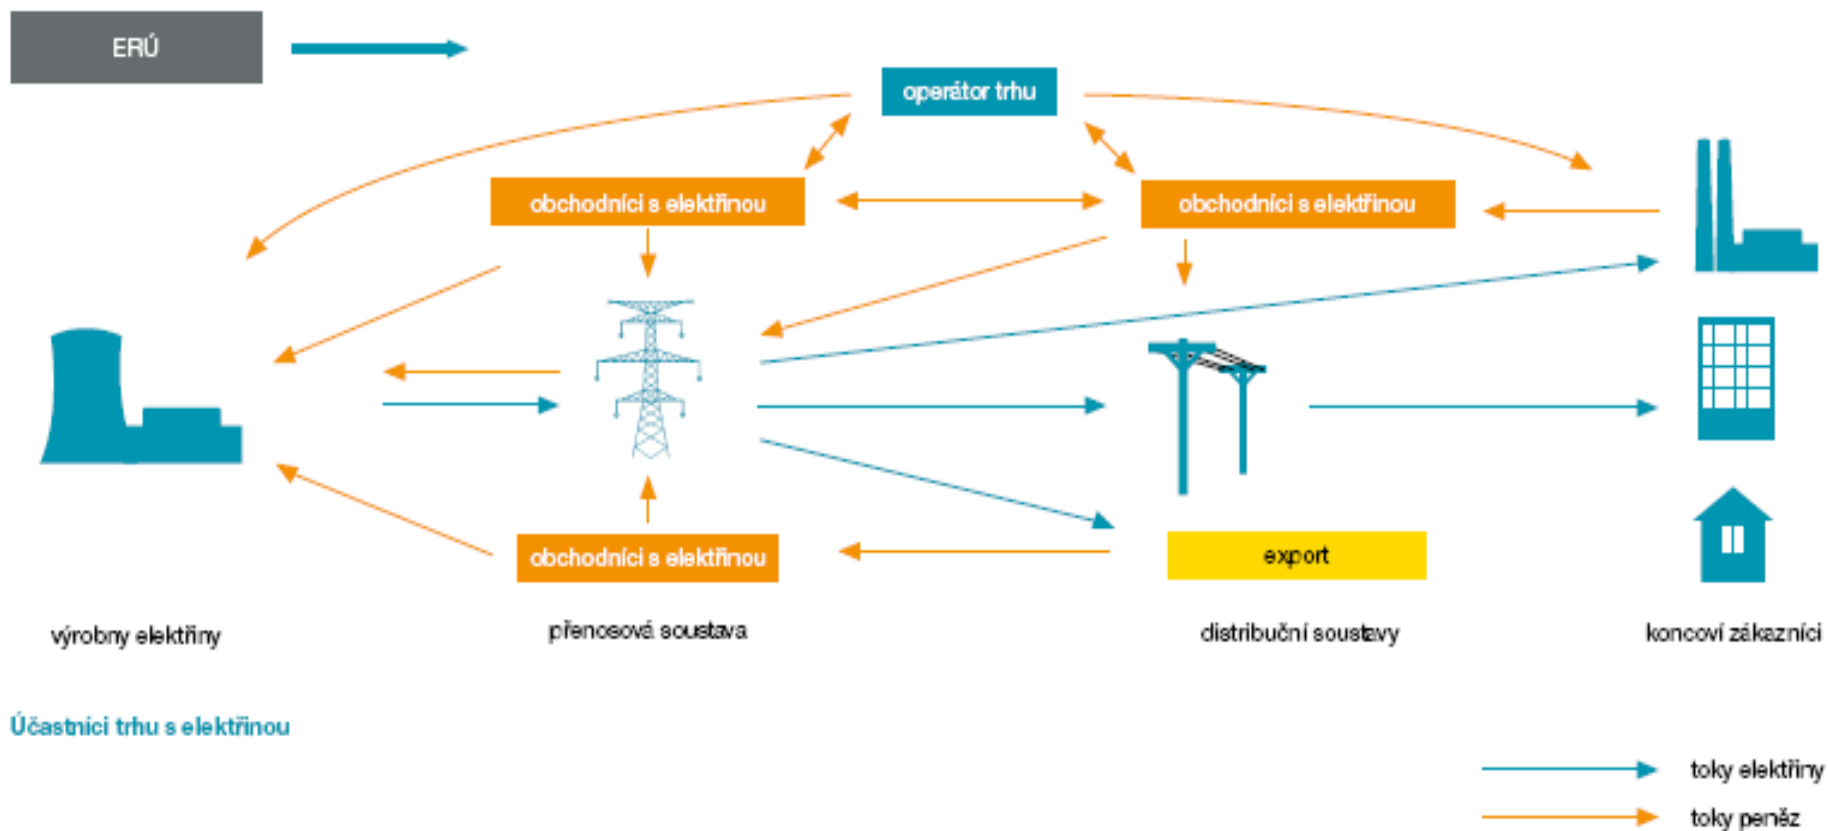 ERÚ
operátor trhu
obchodníci s elektřinou
obchodníci s elektřinou
obchodníci s elektřinou
export
výrobny elektřiny
přenosová soustava
distribuční soustavy
koncoví zákazníci
Účastníci trhu s elektřinou
toky elektřiny
toky peněz